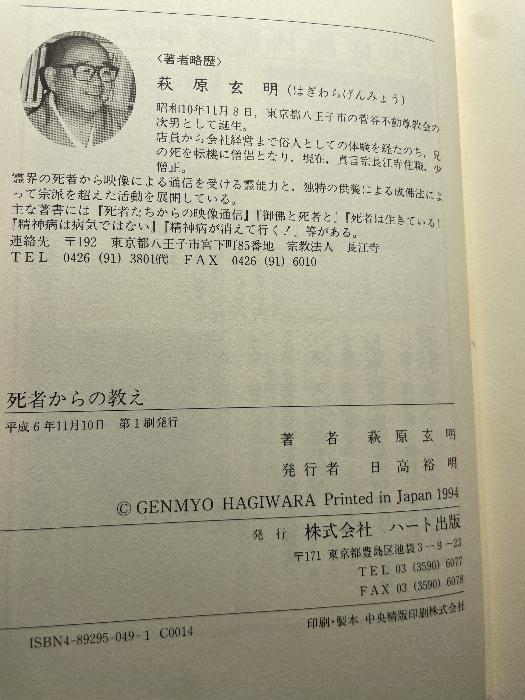 〈著者略歴〉
萩原玄明（はぎわらげんみょう）
昭和10年11月8日，東京都八王子市の菅谷不動尊教会の
次男として誕生。
店員から会社経営まで俗人としての体験を経たのち，兄
の死を転機に僧侶となり，現在，真言宗長江寺住職，少
僧正。
霊界の死者から映像による通信を受ける霊能力と，独特の供養による成佛法によ
って宗派を超えた活動を展開している。
主な著書には『死者たちからの映像通信』『御佛と死者と』『死者は生きている！』
『精神病は病気ではない』『精神病が消えて行く！』等がある。
連絡先 〒192 東京都八王子市宮下町85番地 宗教法人 長江寺
TEL 0426 (91) 3801代 FAX 0426 (91) 6010
死者からの教え
平成6年11月10日 第1刷発行
著者 萩原玄明
発行者 日高裕明
© GENMYO HAGIWARA Printed in Japan 1994
発行 株式会社 ハート出版
〒171 東京都豊島区池袋3－9－23
TEL 03 (3590) 6077
FAX 03 (3590) 6078
ISBN4-89295-049-1 C0014
印刷・製本 中央精版印刷株式会社